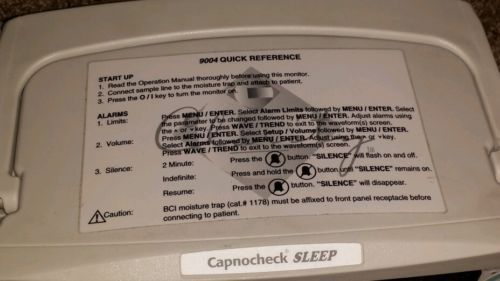 9004 QUICK REFERENCE
START UP
1. Read the Operation Manual thoroughly before using this monitor.
2. Connect sample line to the moisture trap and attach to patient.
3. Press the O / I key to turn the monitor on.
ALARMS
1. Limits: Press MENU / ENTER. Select Alarm Limits followed by MENU / ENTER. Select
the parameter to be changed followed by MENU / ENTER. Adjust alarms using
the ▲ or ▼ key. Press WAVE / TREND to exit to the waveform(s) screen.
2. Volume: Press MENU / ENTER. Select Setup / Volume followed by MENU / ENTER.
Select Alarms followed by MENU / ENTER. Adjust using the ▲ or ▼ key.
Press WAVE / TREND to exit to the waveform(s) screen.
3. Silence: 2 Minute: Press the button. "SILENCE" will flash on and off.
Indefinite: Press and hold the button until "SILENCE" remains on.
Resume: Press the button. "SILENCE" will disappear.
Caution: BCI moisture trap (cat.# 1178) must be affixed to front panel receptacle before
connecting to patient.
Capnocheck® SLEEP